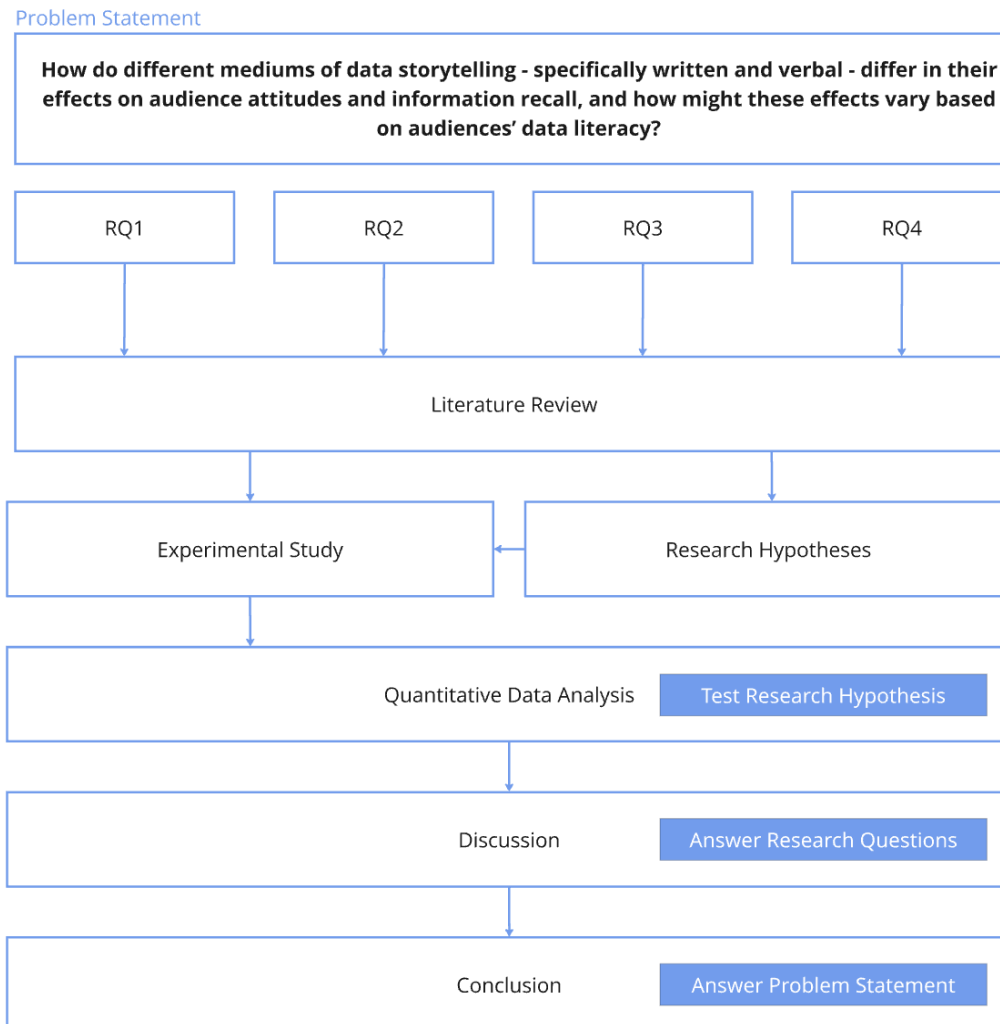 Problem Statement
How do different mediums of data storytelling - specifically written and verbal - differ in their
effects on audience attitudes and information recall, and how might these effects vary based
on audiences’ data literacy?
RQ1
RQ2
RQ3
RQ4
Literature Review
Experimental Study
Research Hypotheses
Quantitative Data Analysis
Test Research Hypothesis
Discussion
Answer Research Questions
Conclusion
Answer Problem Statement